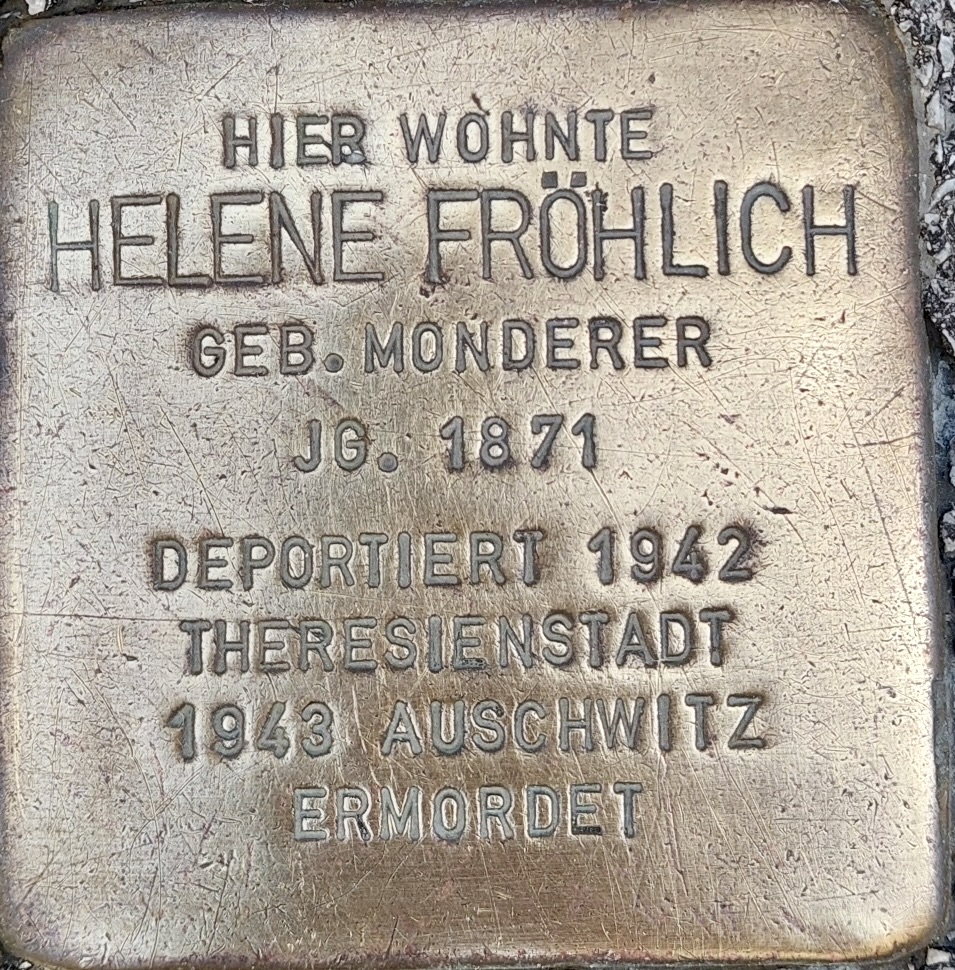 HIER WOHNTE
HELENE FRÖHLICH
GEB. MONDERER
JG. 1871
DEPORTIERT 1942
THERESIENSTADT
1943 AUSCHWITZ
ERMORDET